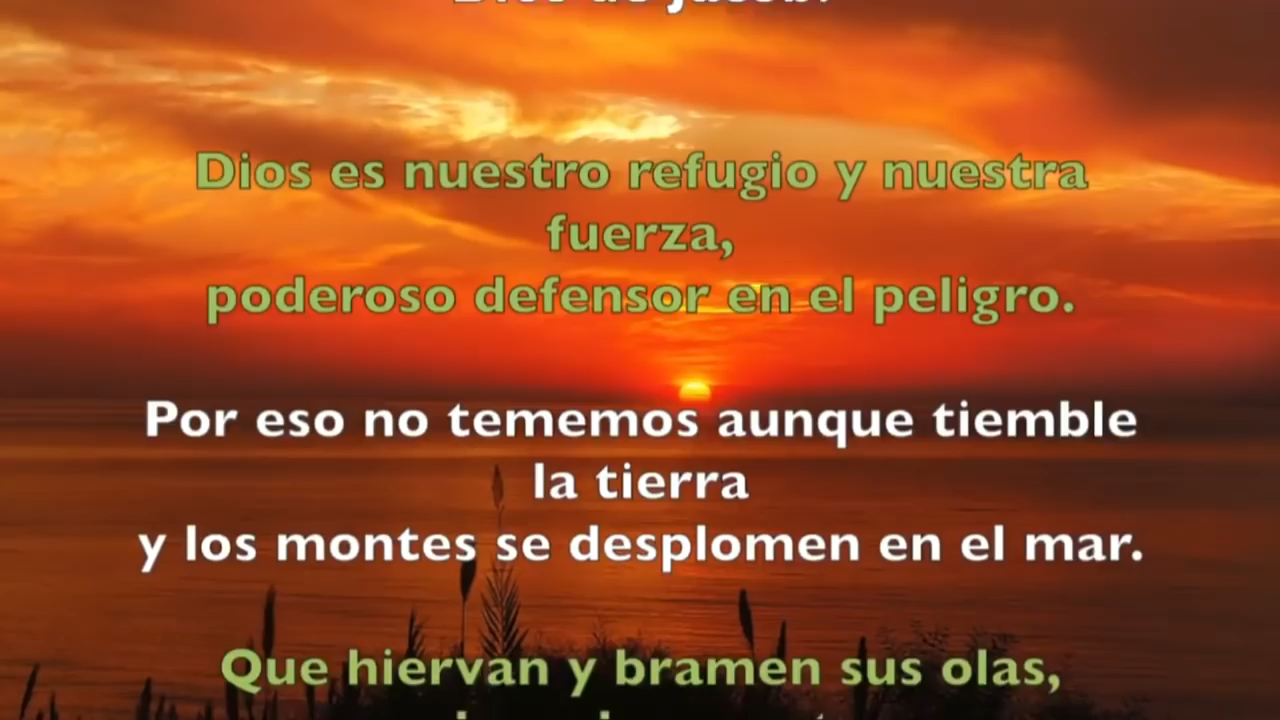 Dios es nuestro refugio y nuestra
fuerza,
poderoso defensor en el peligro.
Por eso no tememos aunque tiemble
la tierra
y los montes se desplomen en el mar.
Que hiervan y bramen sus olas,